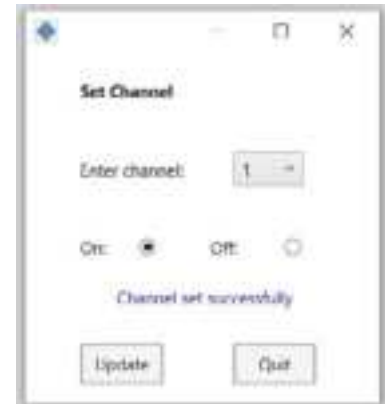 Set Channel
Enter channel: 1
On: Off:
Channel set successfully
Update Quit